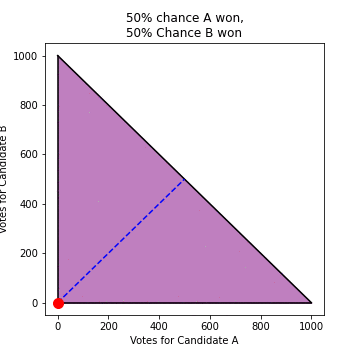 50% chance A won,
50% Chance B won
1000
800
600
400
200
0
Votes for Candidate B
0 200 400 600 800 1000
Votes for Candidate A